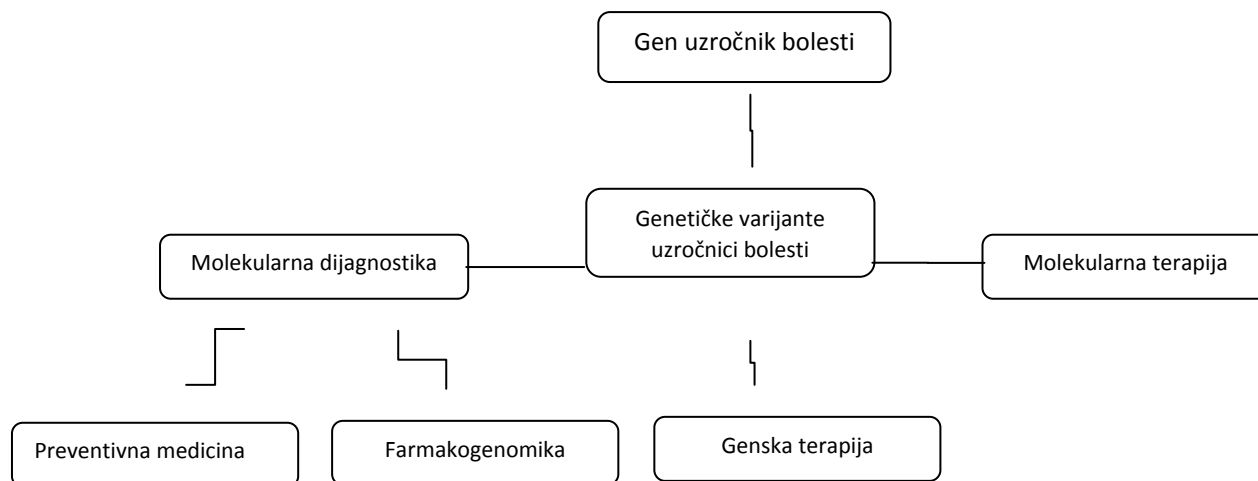 Gen uzročnik bolesti
Genetičke varijante
uzročnici bolesti
Molekularna dijagnostika
Molekularna terapija
Preventivna medicina
Farmakogenomika
Genska terapija